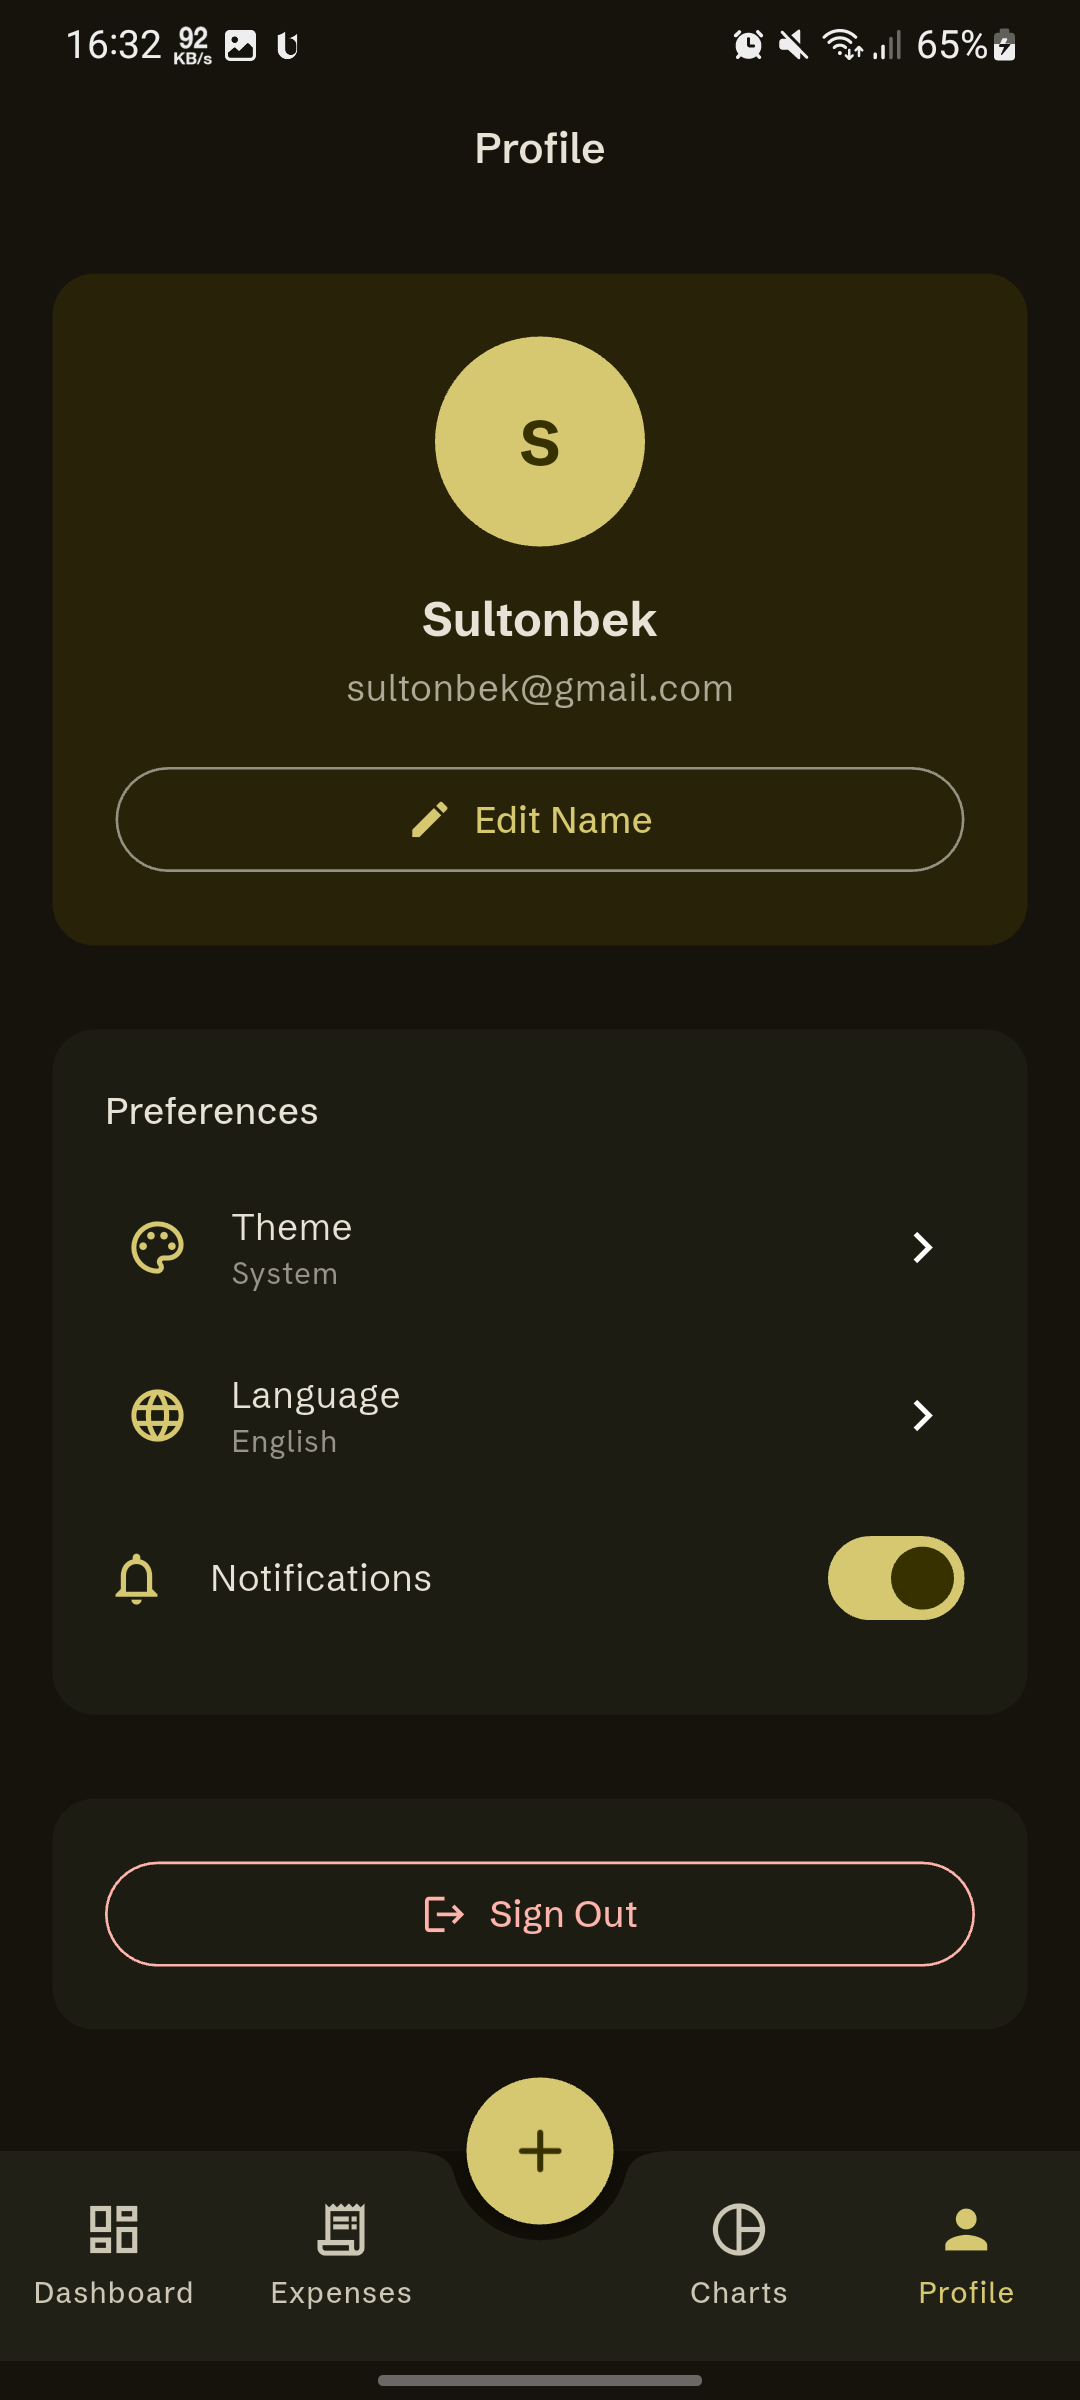 16:32 92 KB/s 65%
Profile
S
Sultonbek
sultonbek@gmail.com
Edit Name
Preferences
Theme
System
Language
English
Notifications
Sign Out
Dashboard Expenses Charts Profile